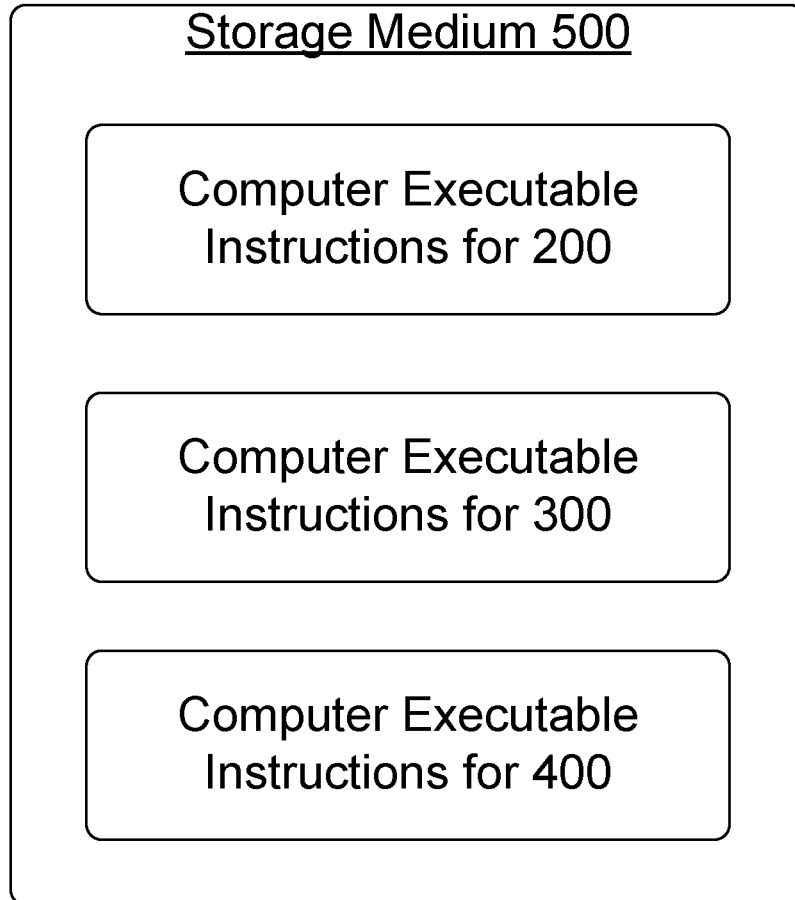 Storage Medium 500
Computer Executable
Instructions for 200
Computer Executable
Instructions for 300
Computer Executable
Instructions for 400